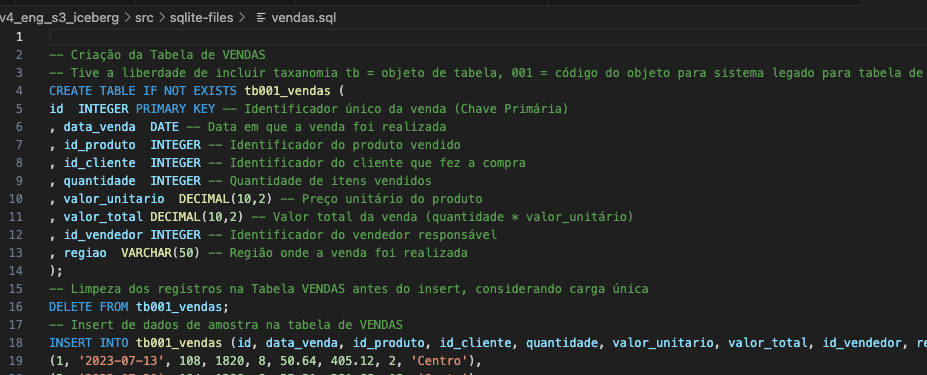 v4_eng_s3_iceberg > src > sqlite-files > vendas.sql
1
2 -- Criação da Tabela de VENDAS
3 -- Tive a liberdade de incluir taxanomia tb = objeto de tabela, 001 = código do objeto para sistema legado para tabela de
4 CREATE TABLE IF NOT EXISTS tb001_vendas (
5 id INTEGER PRIMARY KEY -- Identificador único da venda (Chave Primária)
6 , data_venda DATE -- Data em que a venda foi realizada
7 , id_produto INTEGER -- Identificador do produto vendido
8 , id_cliente INTEGER -- Identificador do cliente que fez a compra
9 , quantidade INTEGER -- Quantidade de itens vendidos
10 , valor_unitario DECIMAL(10,2) -- Preço unitário do produto
11 , valor_total DECIMAL(10,2) -- Valor total da venda (quantidade * valor_unitário)
12 , id_vendedor INTEGER -- Identificador do vendedor responsável
13 , regiao VARCHAR(50) -- Região onde a venda foi realizada
14 );
15 -- Limpeza dos registros na Tabela VENDAS antes do insert, considerando carga única
16 DELETE FROM tb001_vendas;
17 -- Insert de dados de amostra na tabela de VENDAS
18 INSERT INTO tb001_vendas (id, data_venda, id_produto, id_cliente, quantidade, valor_unitario, valor_total, id_vendedor, re
19 (1, '2023-07-13', 108, 1820, 8, 50.64, 405.12, 2, 'Centro'),